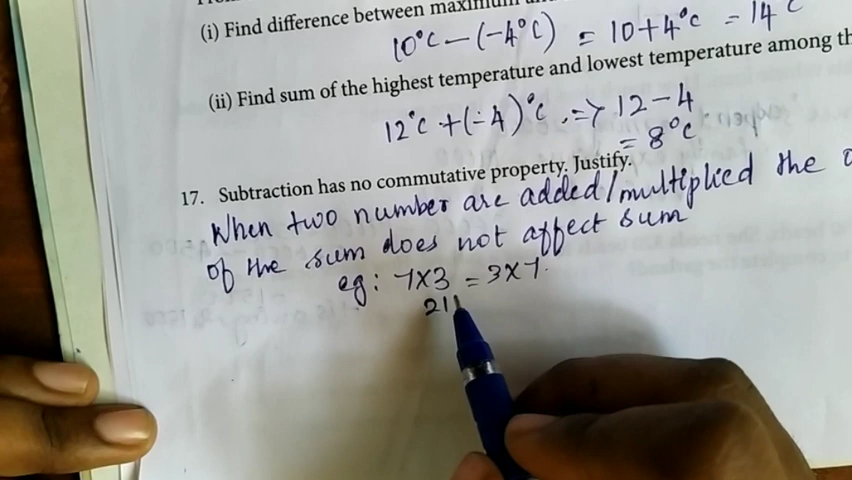 (i) Find difference between maximum and
10°C - (-4°C) = 10+4°C = 14°C
(ii) Find sum of the highest temperature and lowest temperature among th
12°C + (-4)°C => 12-4
= 8°C
17. Subtraction has no commutative property. Justify.
When two number are added/multiplied the
of the sum does not affect sum
eg: 7×3 = 3×7.
21